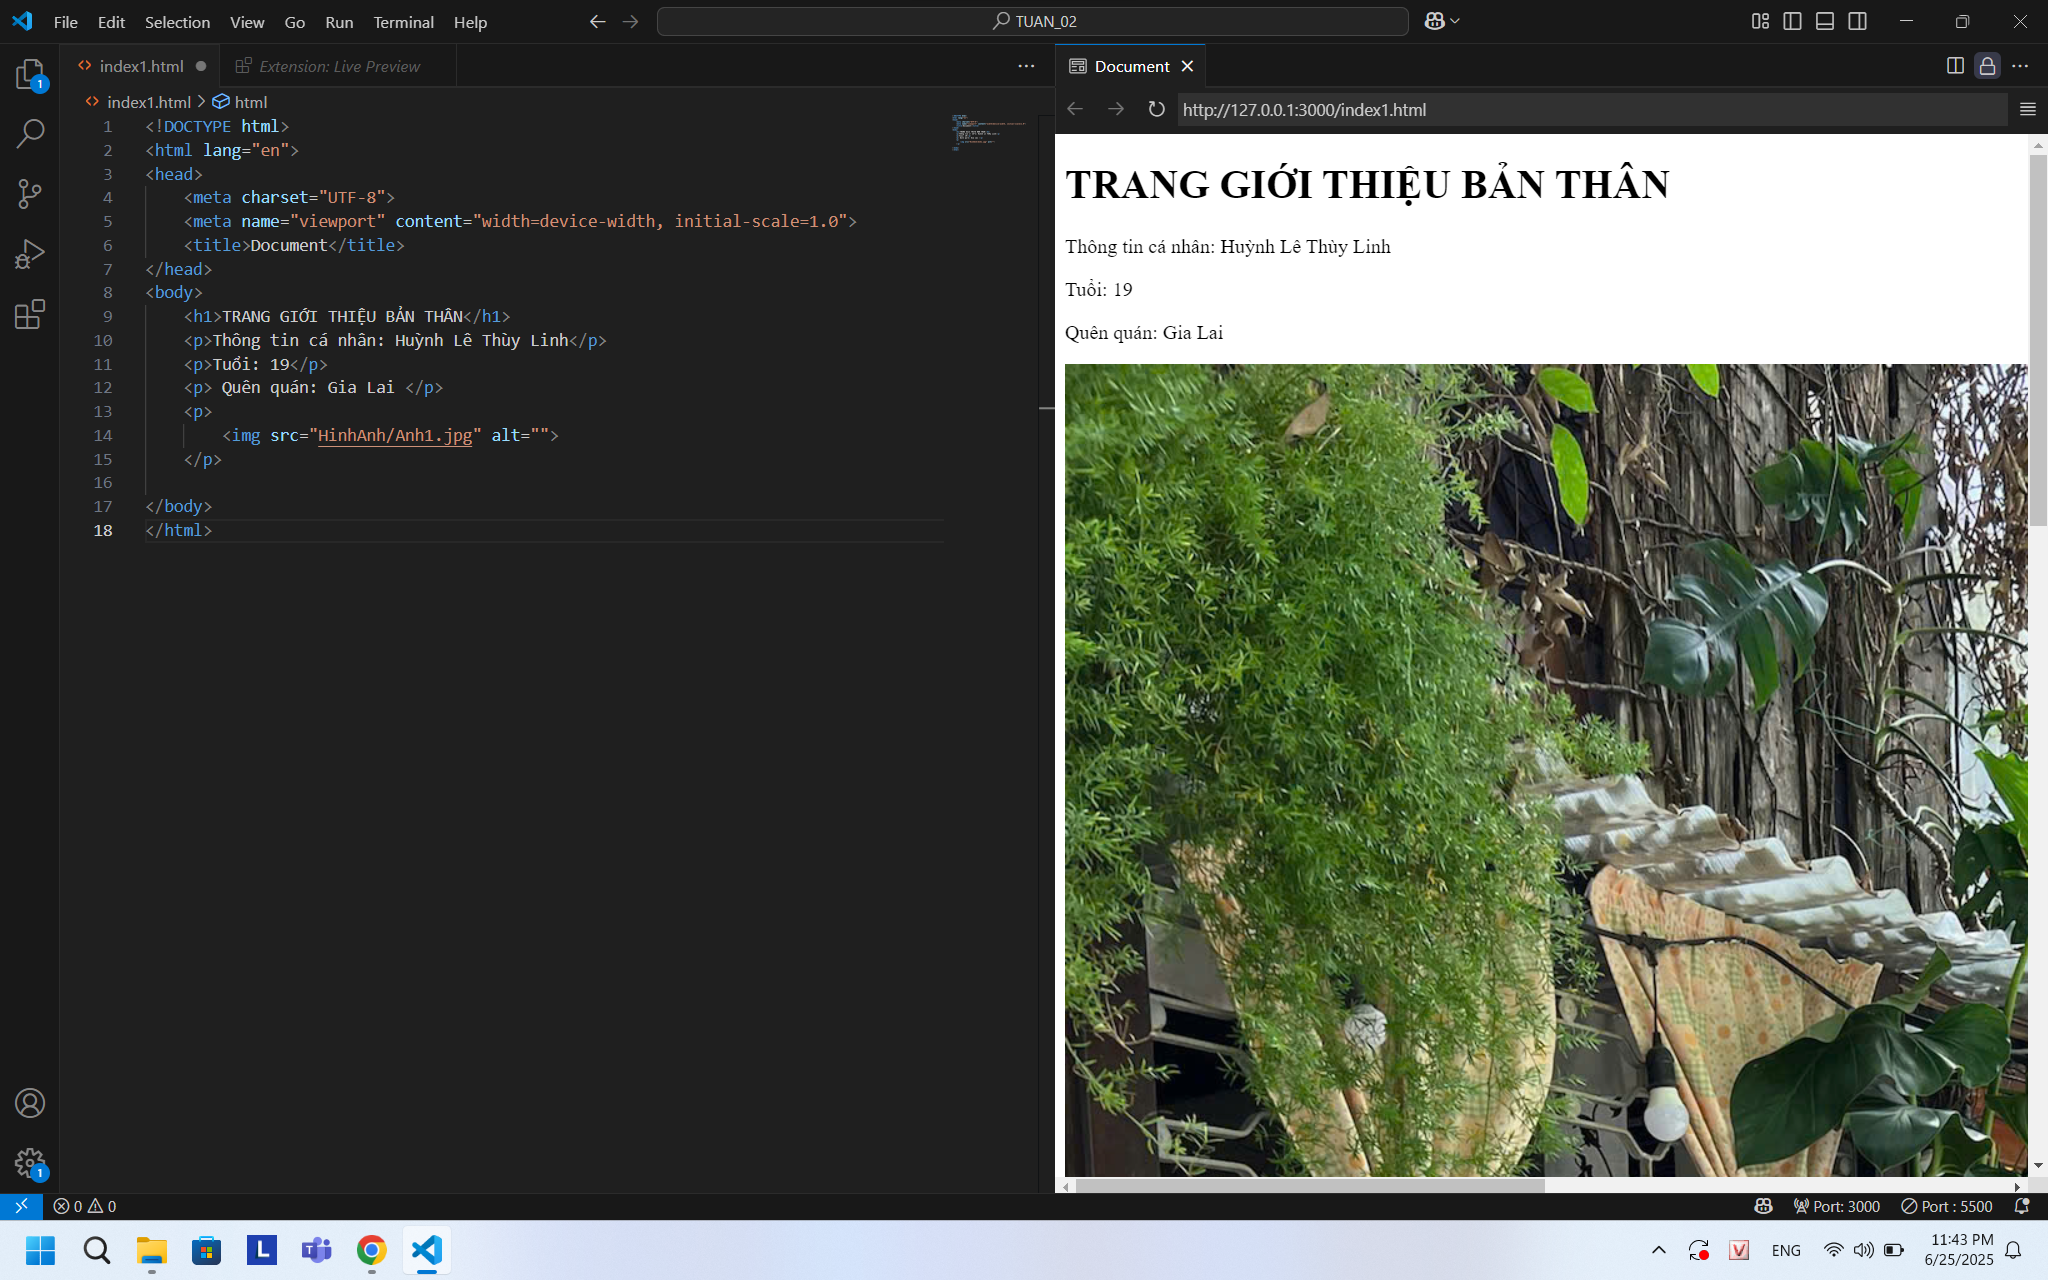 File Edit Selection View Go Run Terminal Help
TUAN_02
1
index1.html
Extension: Live Preview
Document
index1.html > html
http://127.0.0.1:3000/index1.html
1 <!DOCTYPE html>
2 <html lang="en">
3 <head>
4 <meta charset="UTF-8">
5 <meta name="viewport" content="width=device-width, initial-scale=1.0">
6 <title>Document</title>
7 </head>
8 <body>
9 <h1>TRANG GIỚI THIỆU BẢN THÂN</h1>
10 <p>Thông tin cá nhân: Huỳnh Lê Thùy Linh</p>
11 <p>Tuổi: 19</p>
12 <p> Quên quán: Gia Lai </p>
13 <p>
14 <img src="HinhAnh/Anh1.jpg" alt="">
15 </p>
16
17 </body>
18 </html>
TRANG GIỚI THIỆU BẢN THÂN
Thông tin cá nhân: Huỳnh Lê Thùy Linh
Tuổi: 19
Quên quán: Gia Lai
1
0 0
Port: 3000
Port : 5500
L
V
ENG
11:43 PM
6/25/2025